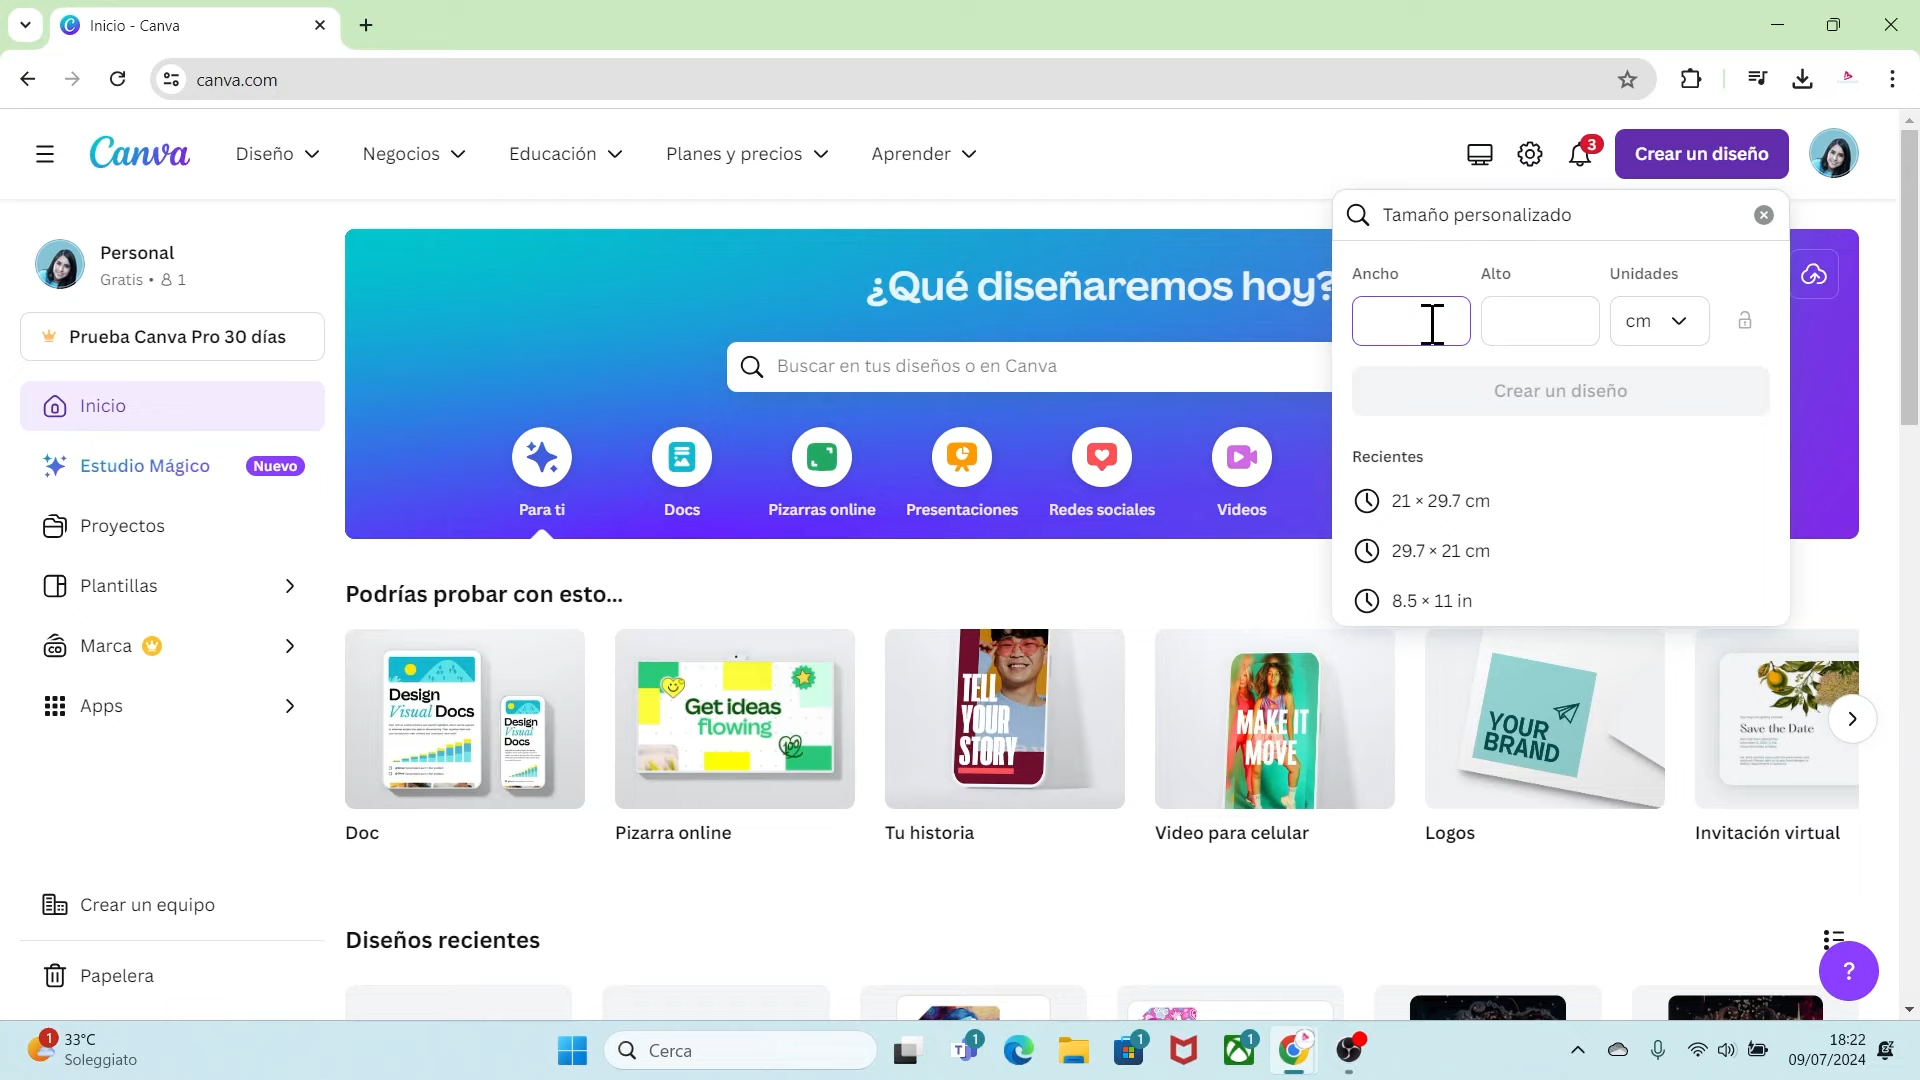 Inicio - Canva
canva.com
Canva
Diseño
Negocios
Educación
Planes y precios
Aprender
3
Crear un diseño
Personal
Gratis • 1
Prueba Canva Pro 30 días
Inicio
Estudio Mágico
Nuevo
Proyectos
Plantillas
Marca
Apps
Crear un equipo
Papelera
¿Qué diseñaremos hoy?
Buscar en tus diseños o en Canva
Para ti
Docs
Pizarras online
Presentaciones
Redes sociales
Videos
Tamaño personalizado
Ancho
Alto
Unidades
cm
Crear un diseño
Recientes
21 × 29.7 cm
29.7 × 21 cm
8.5 × 11 in
Podrías probar con esto...
Design
Visual Docs
Design
Visual Docs
Get ideas
flowing
100
TELL
YOUR
STORY
MAKE IT
MOVE
YOUR
BRAND
Save the Date
Doc
Pizarra online
Tu historia
Video para celular
Logos
Invitación virtual
Diseños recientes
?
1
33°C
Soleggiato
Cerca
1
1
1
18:22
09/07/2024